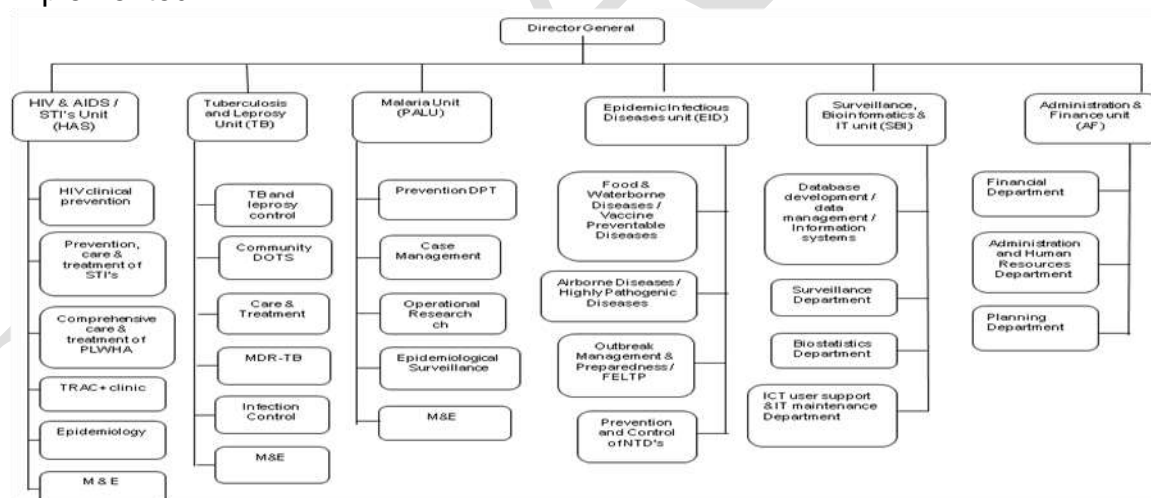 Director General
HIV & AIDS /
STI's Unit
(HAS)
HIV clinical
prevention
Prevention,
care &
treatment of
STI's
Comprehensive
care &
treatment of
PLWHA
TRAC+ clinic
Epidemiology
M & E
Tuberculosis
and Leprosy
Unit (TB)
TB and
leprosy
control
Community
DOTS
Care &
Treatment
MDR-TB
Infection
Control
M&E
Malaria Unit
(PALU)
Prevention DPT
Case
Management
Operational
Research
ch
Epidemiological
Surveillance
M&E
Epidemic Infectious
Diseases unit (EID)
Food &
Waterborne
Diseases /
Vaccine
Preventable
Diseases
Airborne Diseases /
Highly Pathogenic
Diseases
Outbreak
Management &
Preparedness /
FELTP
Prevention
and Control
of NTD's
Surveillance,
Bioinformatics &
IT unit (SBI)
Database
development /
data
management /
Information
systems
Surveillance
Department
Biostatistics
Department
ICT user support
& IT maintenance
Department
Administration &
Finance unit
(AF)
Financial
Department
Administration
and Human
Resources
Department
Planning
Department